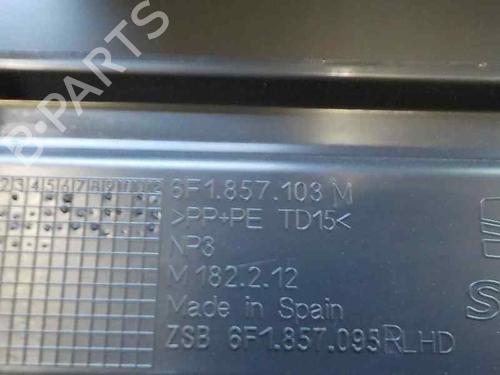 B-PARTS
2 3 4 5 6 7 8 9 10 11 12
6F1.857.103 M
>PP+PE TD15<
NP3
M 182.2.12
Made in Spain
ZSB 6F1.857.095 R LHD
S